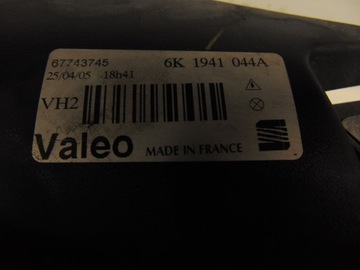 67743745 6K 1941 044A
25/04/05 18h41
VH2
Valeo MADE IN FRANCE